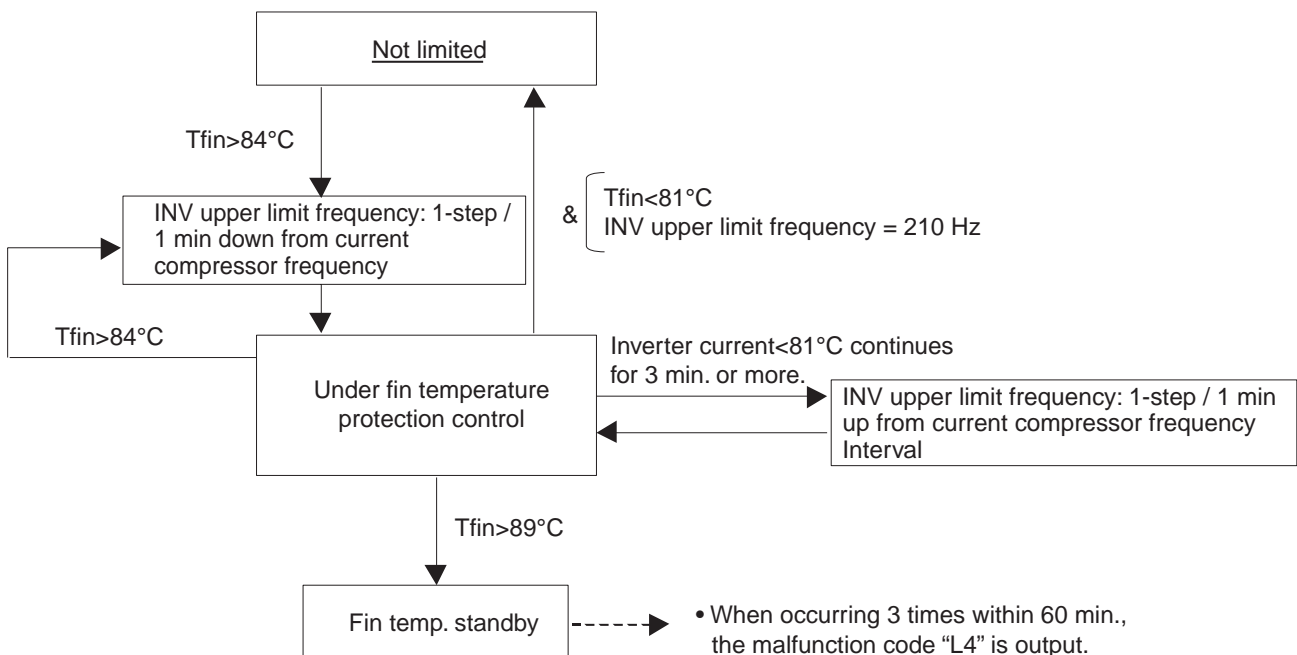 Not limited
Tfin>84°C
&
Tfin<81°C
INV upper limit frequency = 210 Hz
INV upper limit frequency: 1-step /
1 min down from current
compressor frequency
Tfin>84°C
Under fin temperature
protection control
Inverter current<81°C continues
for 3 min. or more.
INV upper limit frequency: 1-step / 1 min
up from current compressor frequency
Interval
Tfin>89°C
Fin temp. standby
• When occurring 3 times within 60 min.,
the malfunction code “L4” is output.